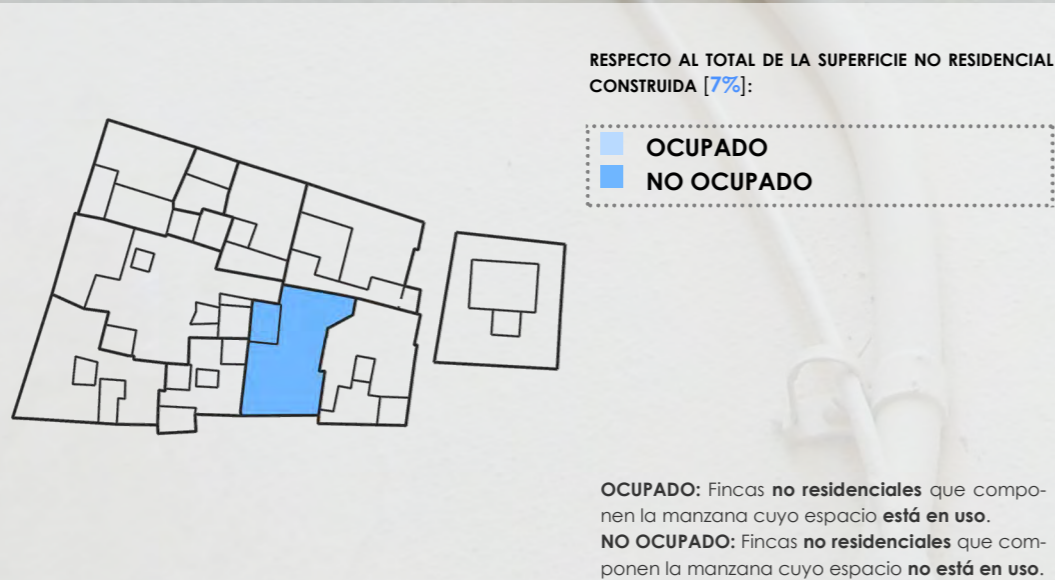 RESPECTO AL TOTAL DE LA SUPERFICIE NO RESIDENCIAL
CONSTRUIDA [7%]:
OCUPADO
NO OCUPADO
OCUPADO: Fincas no residenciales que compo-
nen la manzana cuyo espacio está en uso.
NO OCUPADO: Fincas no residenciales que com-
ponen la manzana cuyo espacio no está en uso.